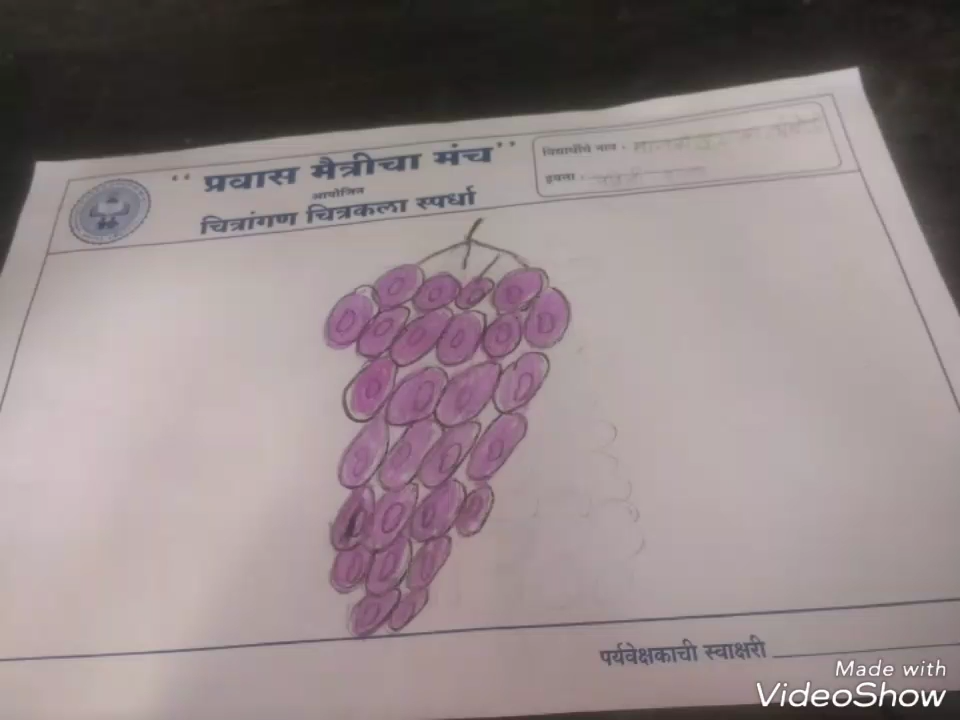 “ प्रवास मैत्रीचा मंच”
आयोजित
चित्रांगण चित्रकला स्पर्धा
विद्यार्थीचे नाव :
इयत्ता :
पर्यवेक्षकाची स्वाक्षरी
Made with
VideoShow